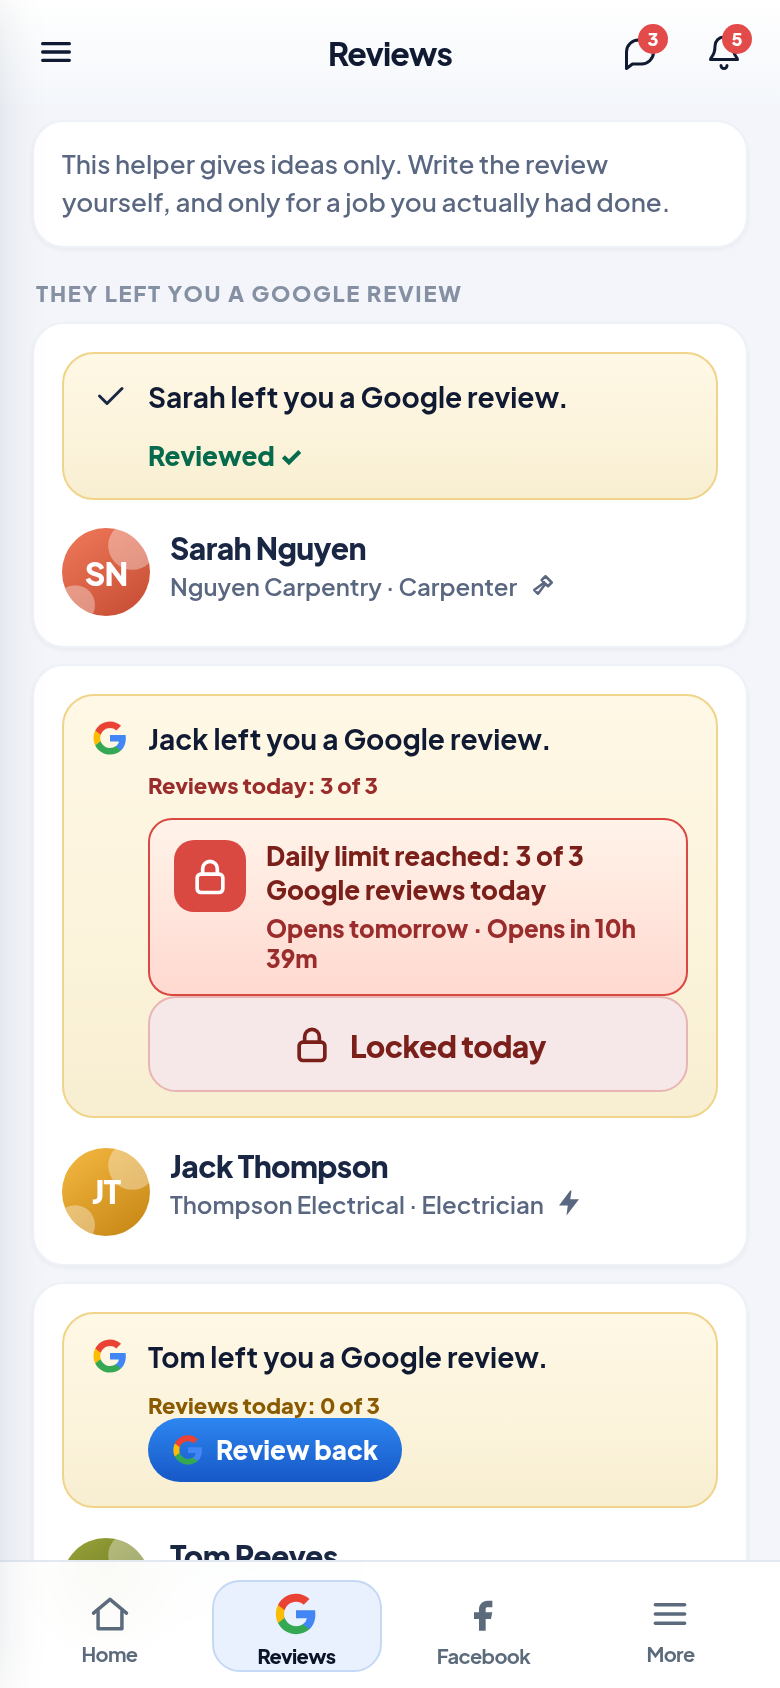 Reviews
3
5
This helper gives ideas only. Write the review
yourself, and only for a job you actually had done.
THEY LEFT YOU A GOOGLE REVIEW
Sarah left you a Google review.
Reviewed ✓
SN
Sarah Nguyen
Nguyen Carpentry · Carpenter
Jack left you a Google review.
Reviews today: 3 of 3
Daily limit reached: 3 of 3
Google reviews today
Opens tomorrow · Opens in 10h
39m
Locked today
JT
Jack Thompson
Thompson Electrical · Electrician
Tom left you a Google review.
Reviews today: 0 of 3
Review back
Tom Reeves
Home
Reviews
Facebook
More